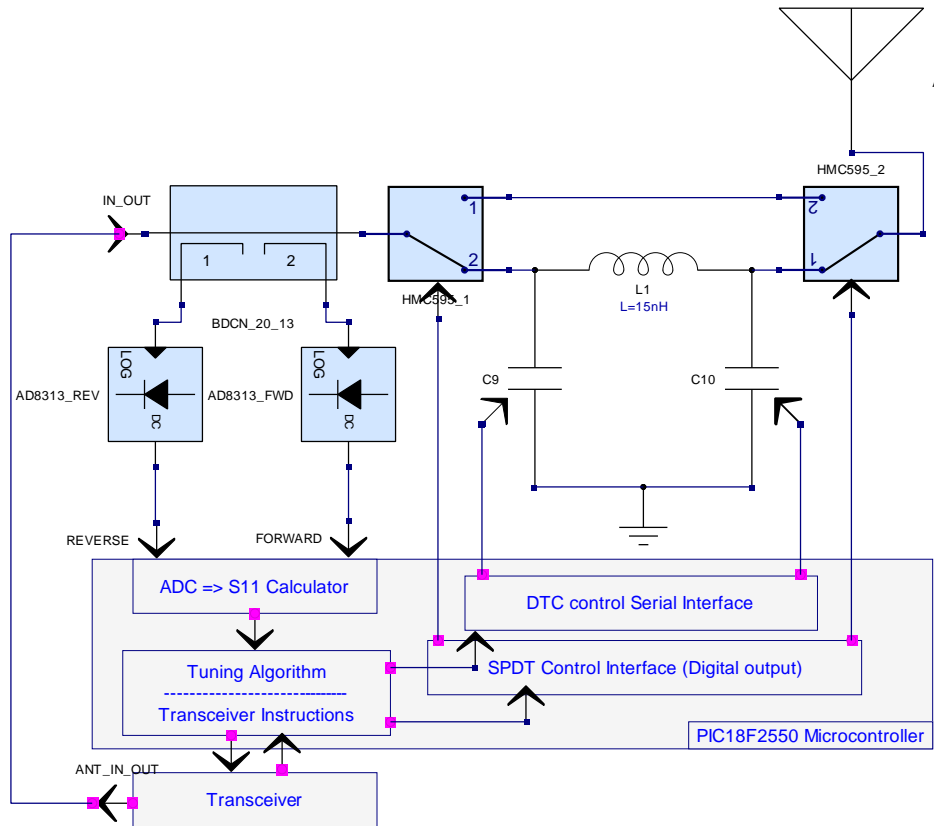 HMC595_2
IN_OUT
1
2
1
2
2
1
HMC595_1
L1
L=15nH
BDCN_20_13
LOG
DC
LOG
DC
AD8313_REV
AD8313_FWD
C9
C10
REVERSE
FORWARD
ADC => S11 Calculator
DTC control Serial Interface
Tuning Algorithm
Transceiver Instructions
SPDT Control Interface (Digital output)
PIC18F2550 Microcontroller
ANT_IN_OUT
Transceiver